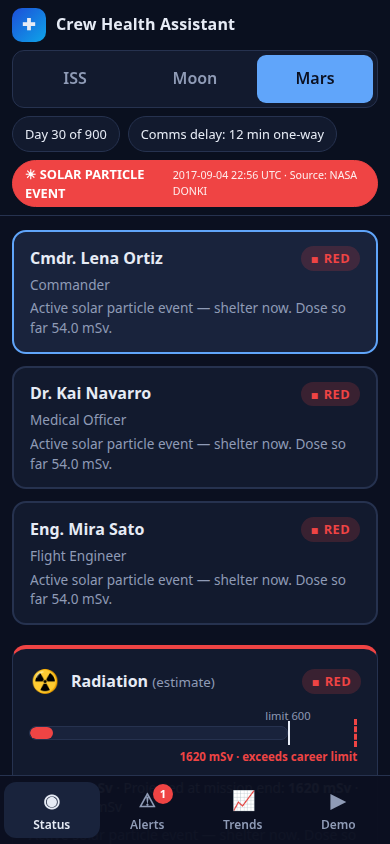 Crew Health Assistant
ISS Moon Mars
Day 30 of 900 Comms delay: 12 min one-way
☀ SOLAR PARTICLE EVENT
2017-09-04 22:56 UTC · Source: NASA DONKI
Cmdr. Lena Ortiz ■ RED
Commander
Active solar particle event — shelter now. Dose so
far 54.0 mSv.
Dr. Kai Navarro ■ RED
Medical Officer
Active solar particle event — shelter now. Dose so
far 54.0 mSv.
Eng. Mira Sato ■ RED
Flight Engineer
Active solar particle event — shelter now. Dose so
far 54.0 mSv.
Radiation (estimate) ■ RED
limit 600
1620 mSv · exceeds career limit
Status
Alerts 1
Trends
Demo